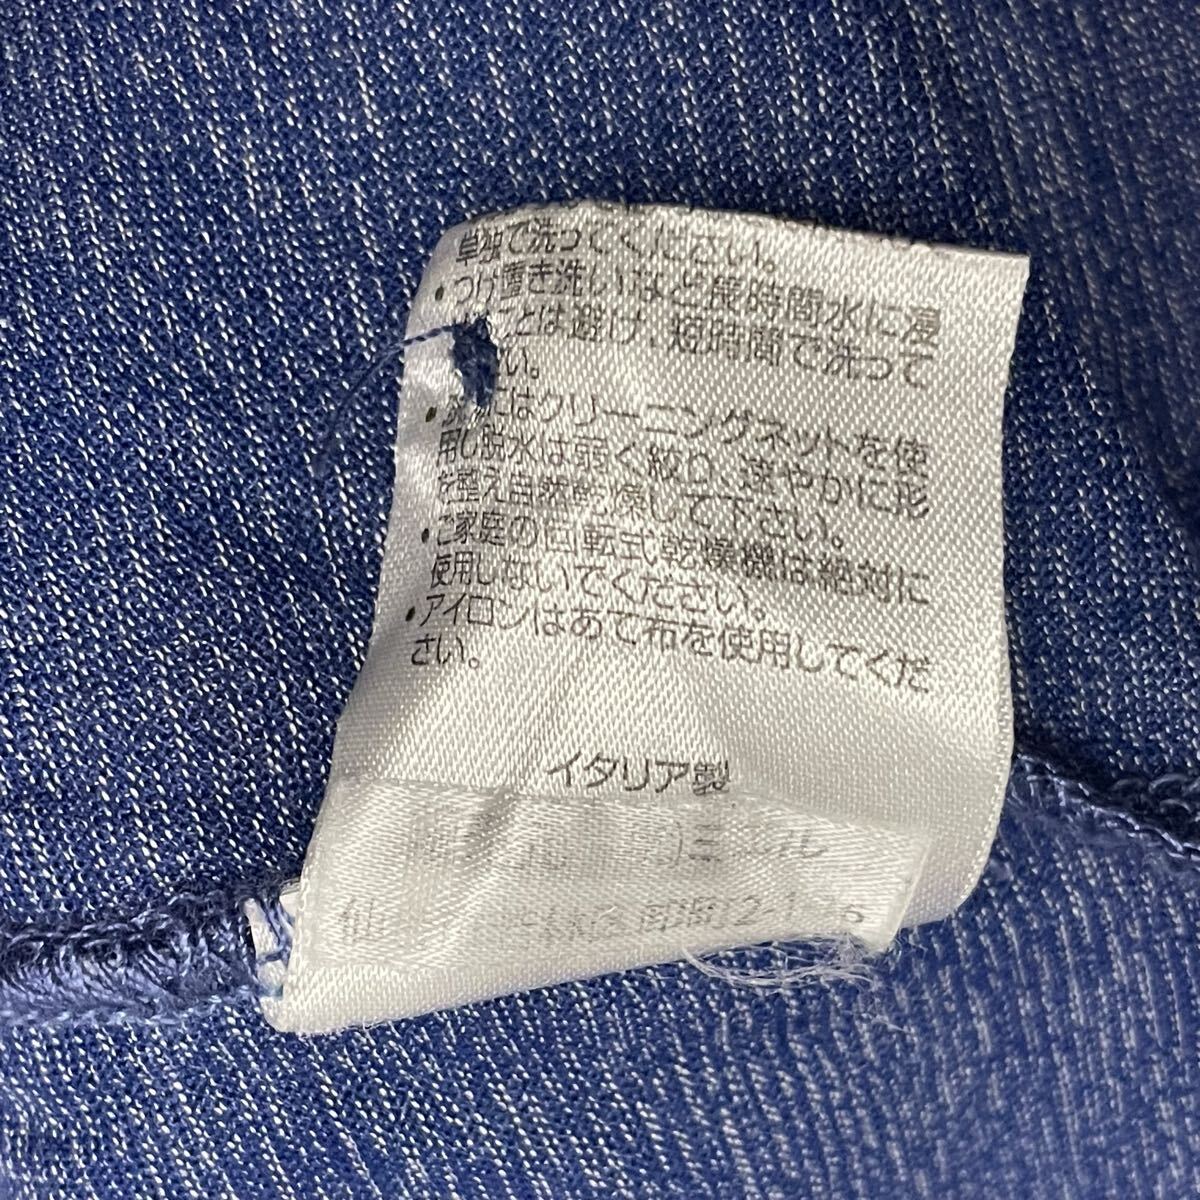 単独で洗ってください。
・つけ置き洗いなど長時間水に浸
ことは避け、短時間で洗って
い。
にはクリーニングネットを使
用し脱水は弱く絞り、爽やかに形
を整え自然乾燥して下さい。
・ご家庭の回転式乾燥機は絶対に
使用しないでください。
・アイロンはあて布を使用してくだ
さい。
イタリア製
仙
2-1